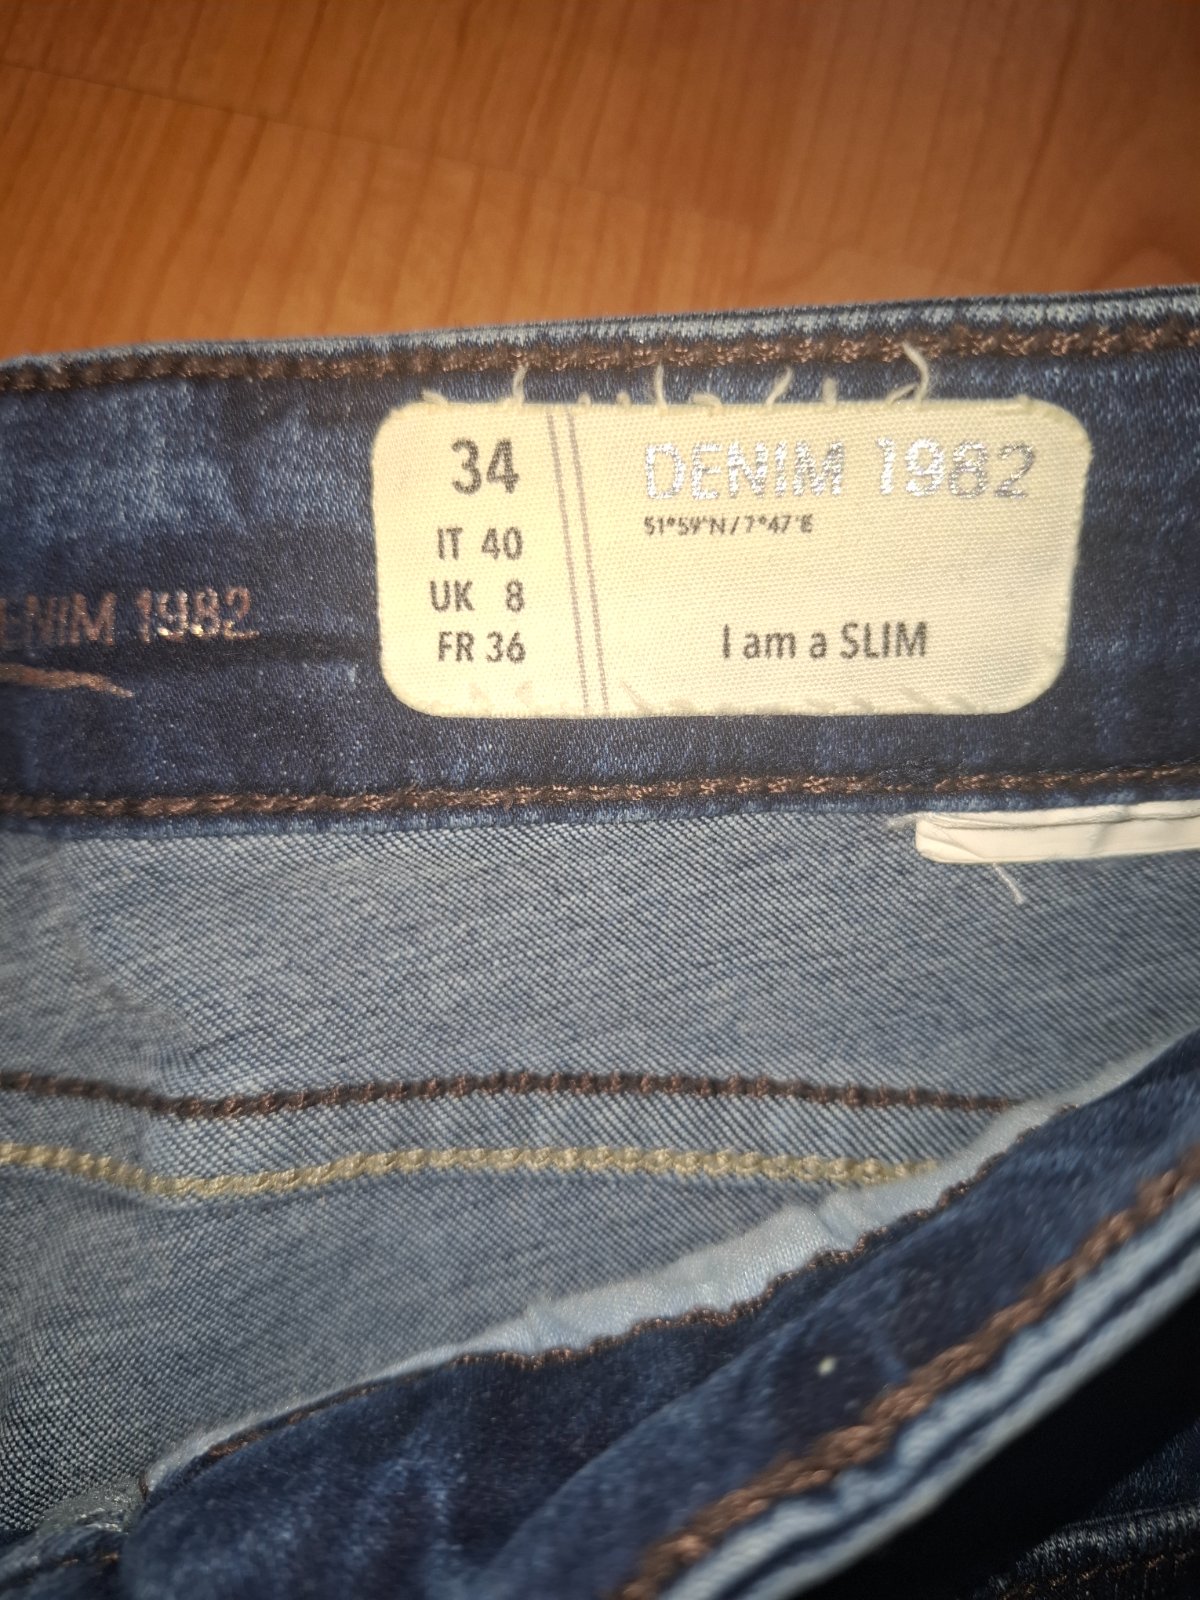 34
IT 40
UK 8
FR 36
DENIM 1982
51°59'N/7°47'E
I am a SLIM
ENIM 1982